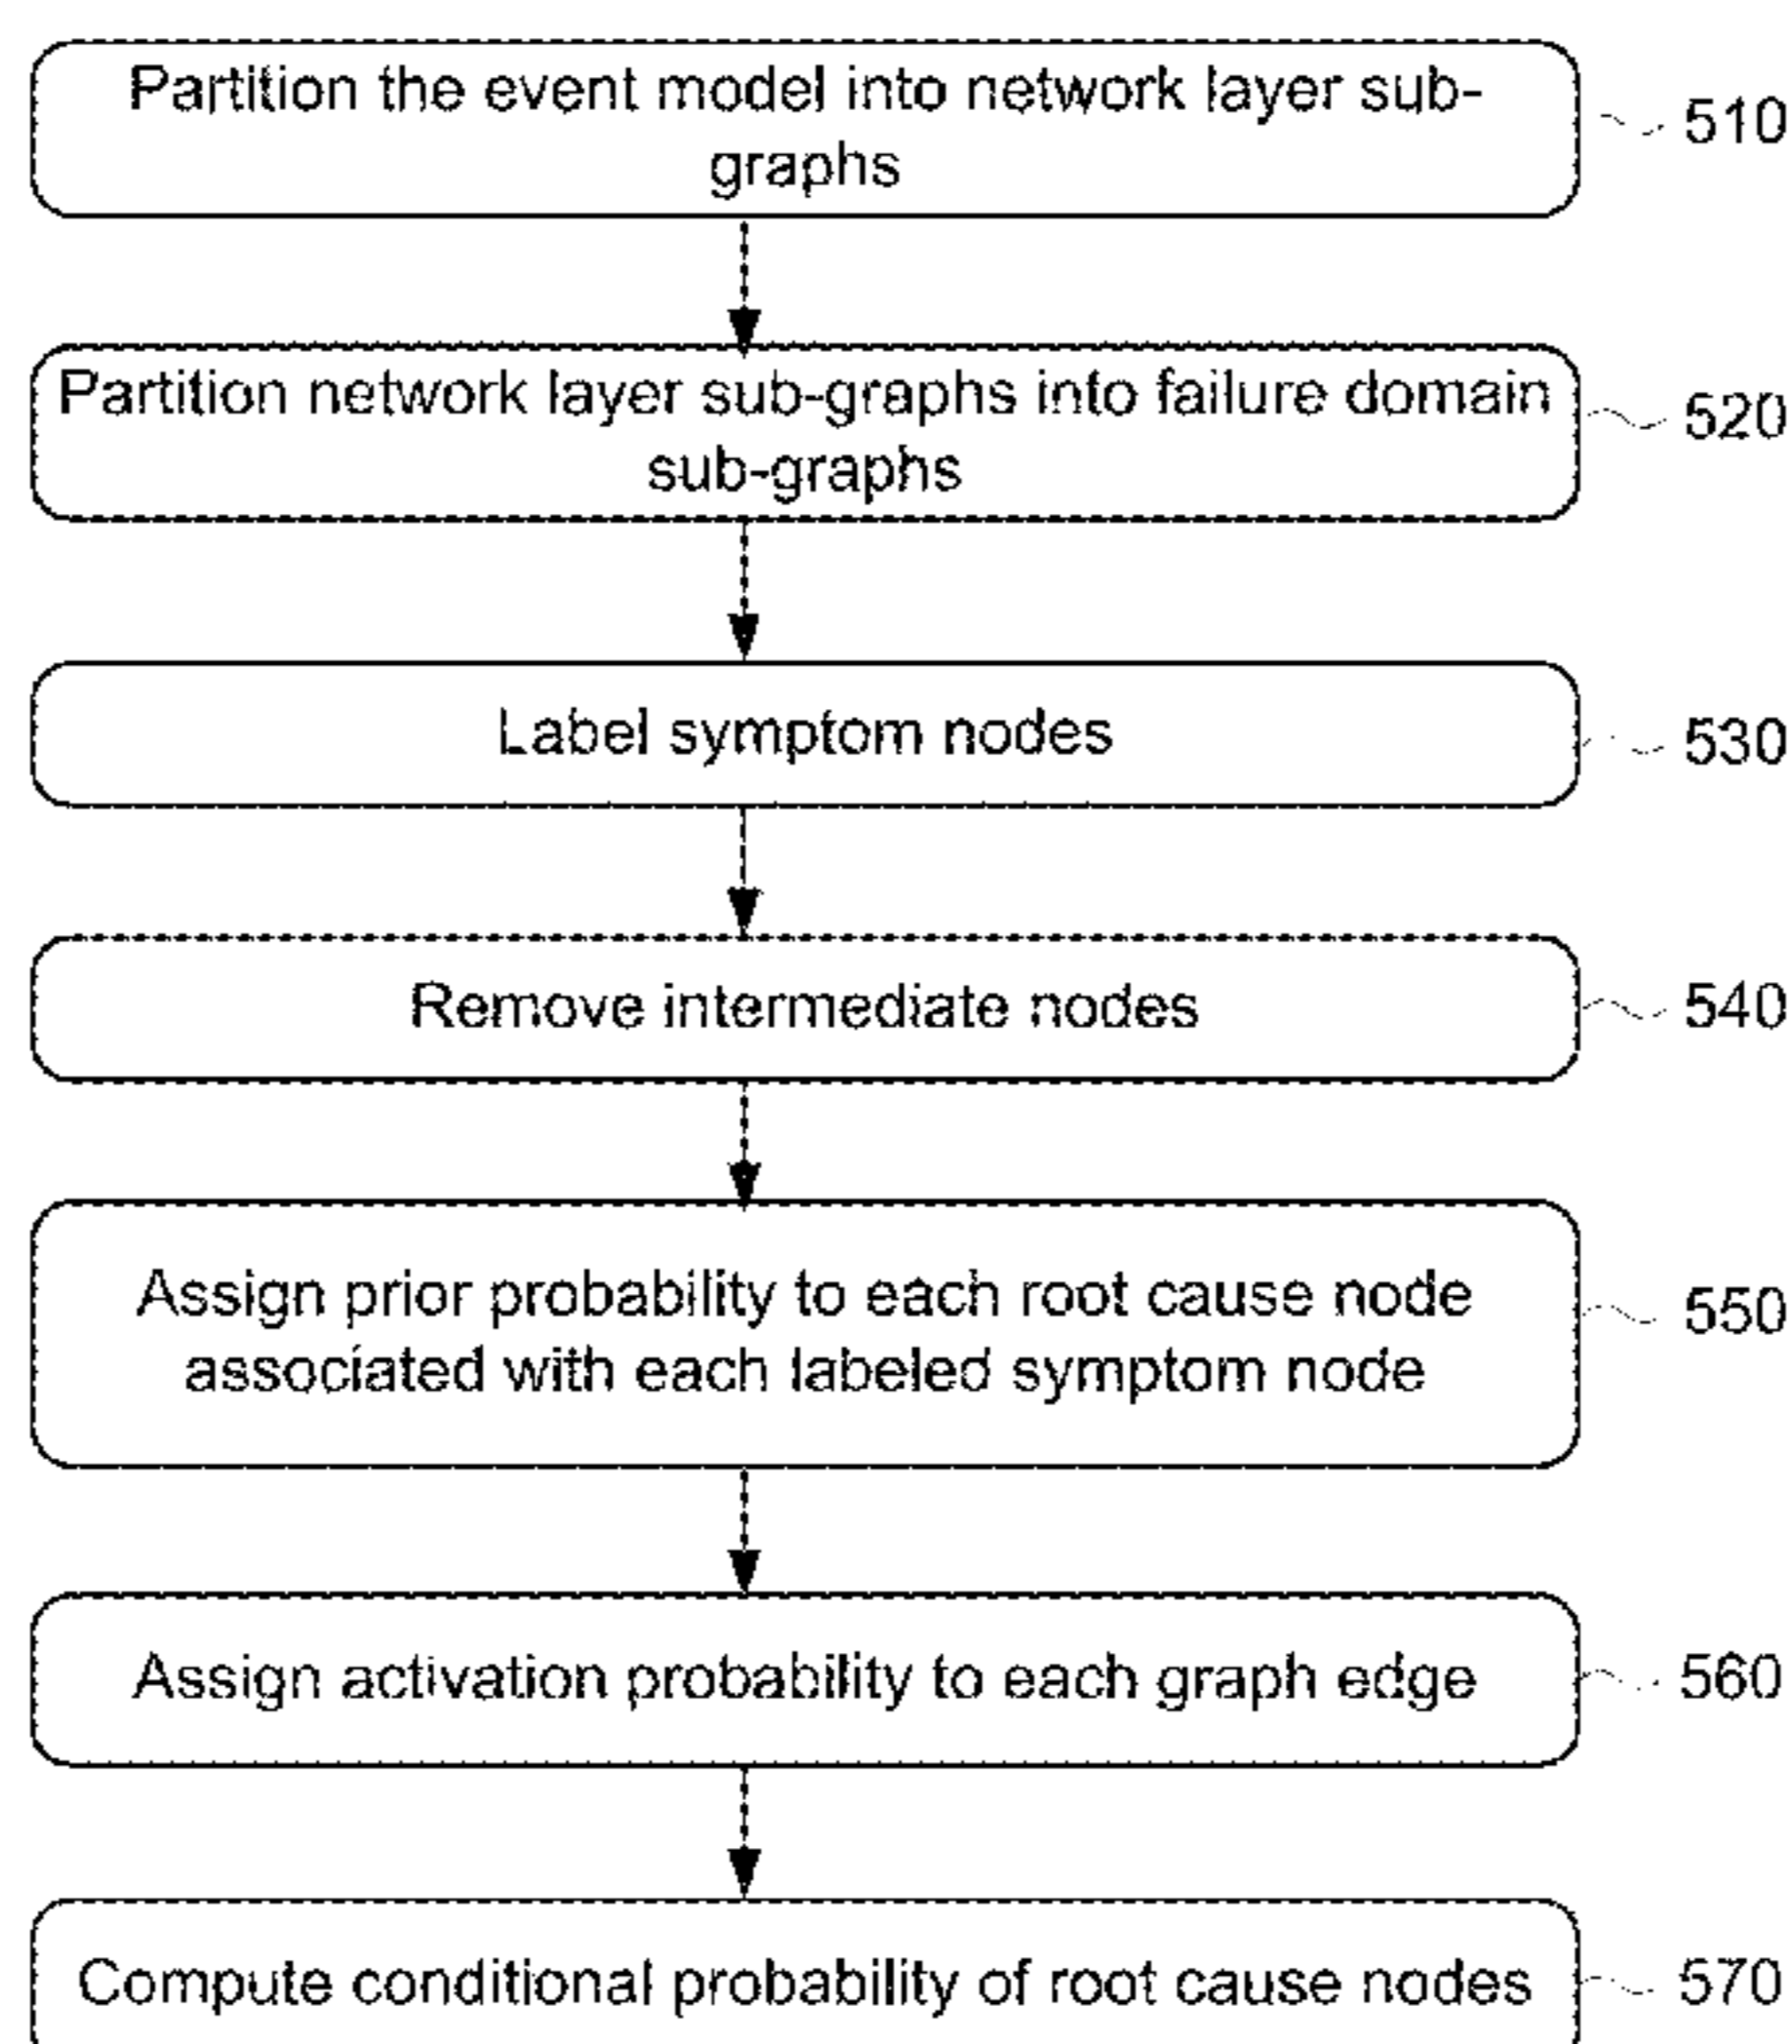 Partition the event model into network layer sub-
graphs
510
Partition network layer sub-graphs into failure domain
sub-graphs
520
Label symptom nodes
530
Remove intermediate nodes
540
Assign prior probability to each root cause node
associated with each labeled symptom node
550
Assign activation probability to each graph edge
560
Compute conditional probability of root cause nodes
570